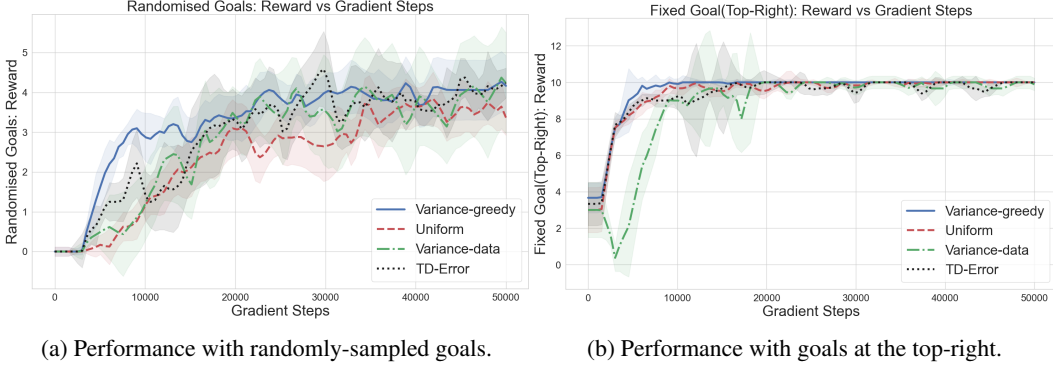 Randomised Goals: Reward vs Gradient Steps
Randomised Goals: Reward
5
4
3
2
1
0
0
10000
20000
30000
40000
50000
Gradient Steps
Variance-greedy
Uniform
Variance-data
TD-Error
(a) Performance with randomly-sampled goals.
Fixed Goal(Top-Right): Reward vs Gradient Steps
Fixed Goal(Top-Right): Reward
12
10
8
6
4
2
0
0
10000
20000
30000
40000
50000
Gradient Steps
Variance-greedy
Uniform
Variance-data
TD-Error
(b) Performance with goals at the top-right.